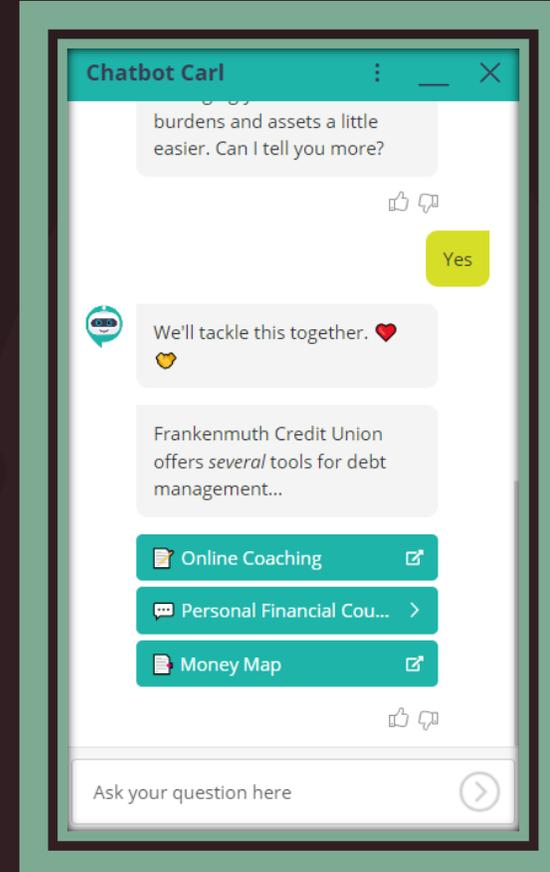 Chatbot Carl
burdens and assets a little
easier. Can I tell you more?
Yes
We'll tackle this together. ❤️
Frankenmuth Credit Union
offers several tools for debt
management...
Online Coaching
Personal Financial Cou...
Money Map
Ask your question here